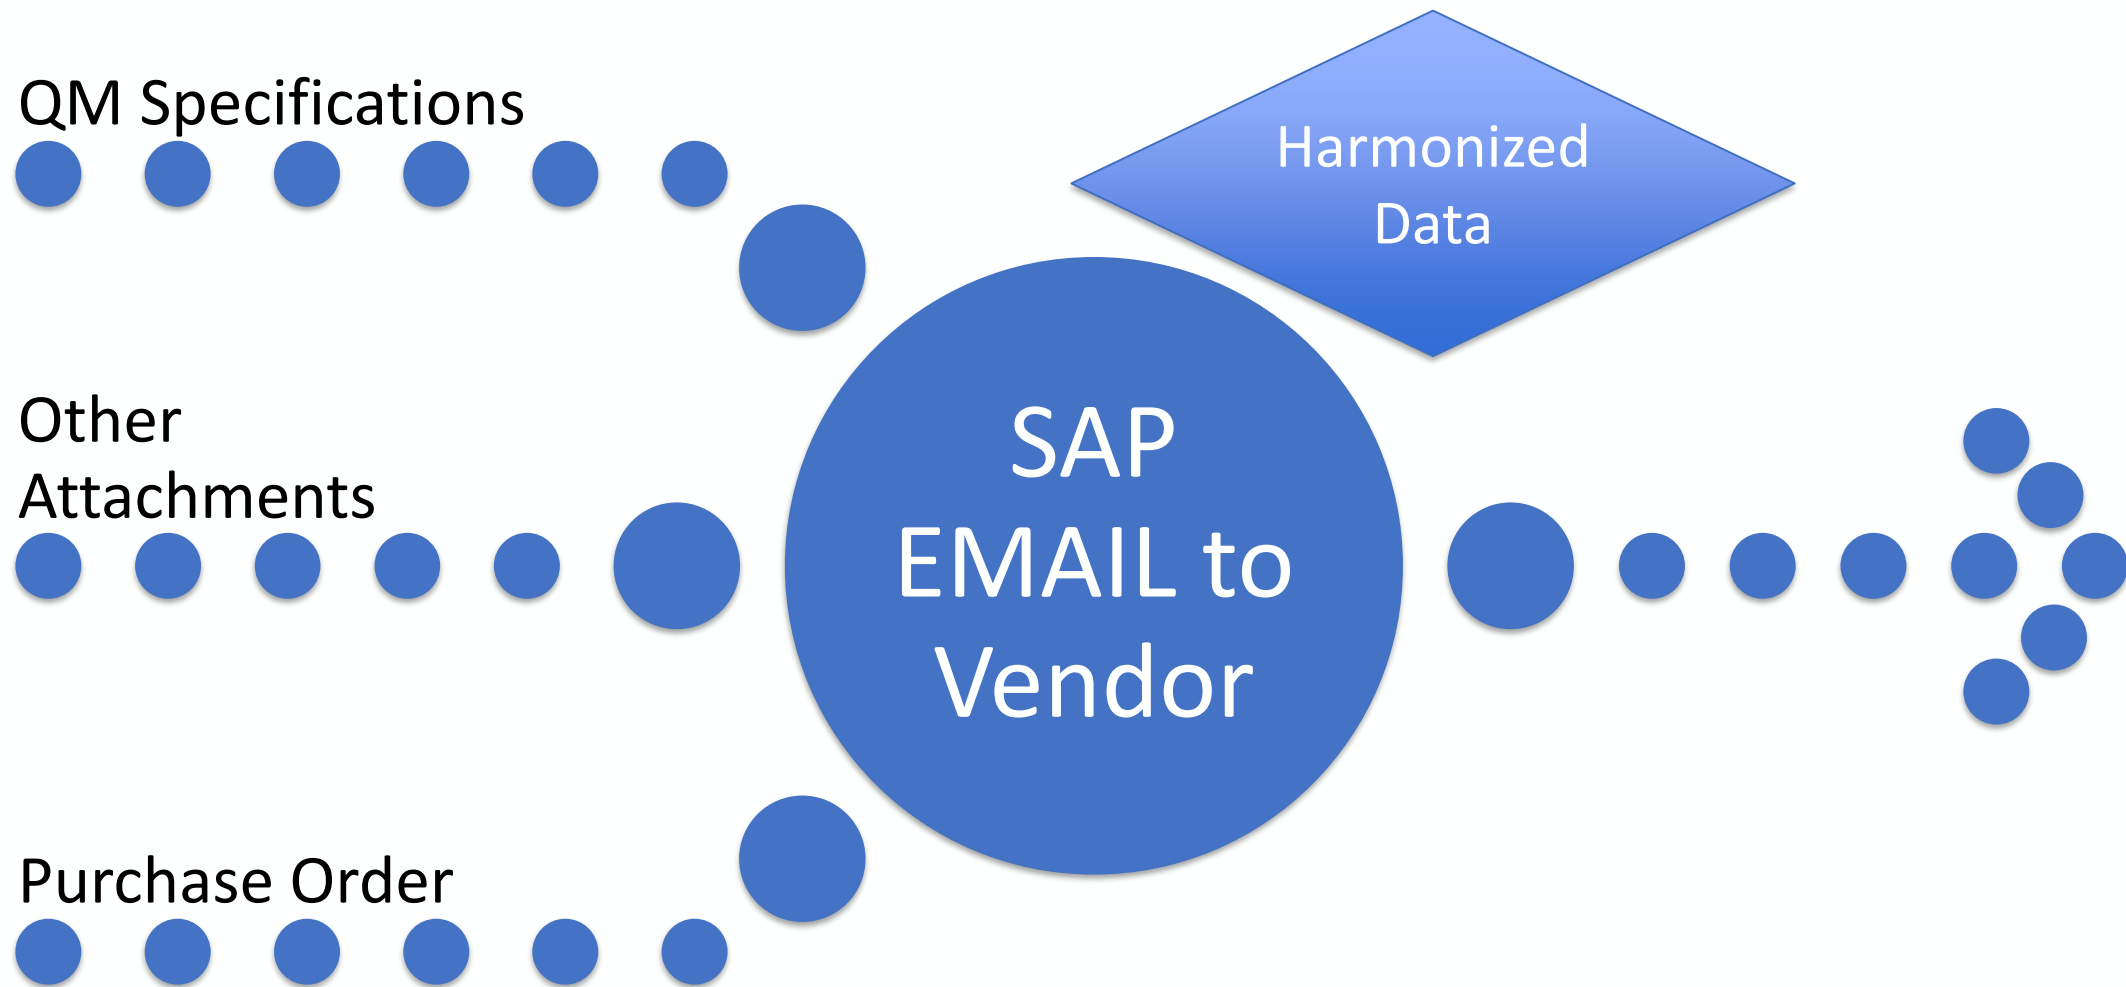 QM Specifications
Harmonized
Data
Other
Attachments
SAP
EMAIL to
Vendor
Purchase Order